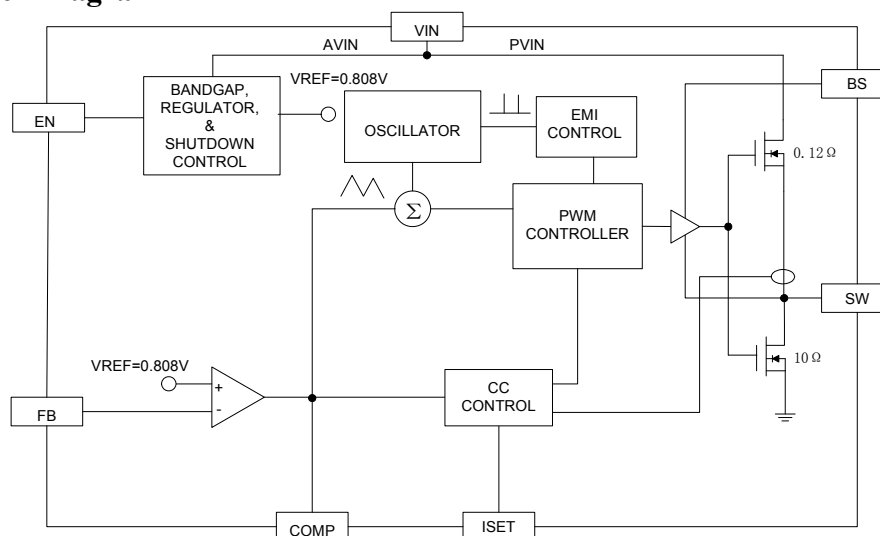 VIN
AVIN
PVIN
BS
EN
BANDGAP,
REGULATOR,
&
SHUTDOWN
CONTROL
VREF=0.808V
OSCILLATOR
EMI
CONTROL
0.12Ω
Σ
PWM
CONTROLLER
SW
10Ω
VREF=0.808V
+
-
FB
CC
CONTROL
COMP
ISET